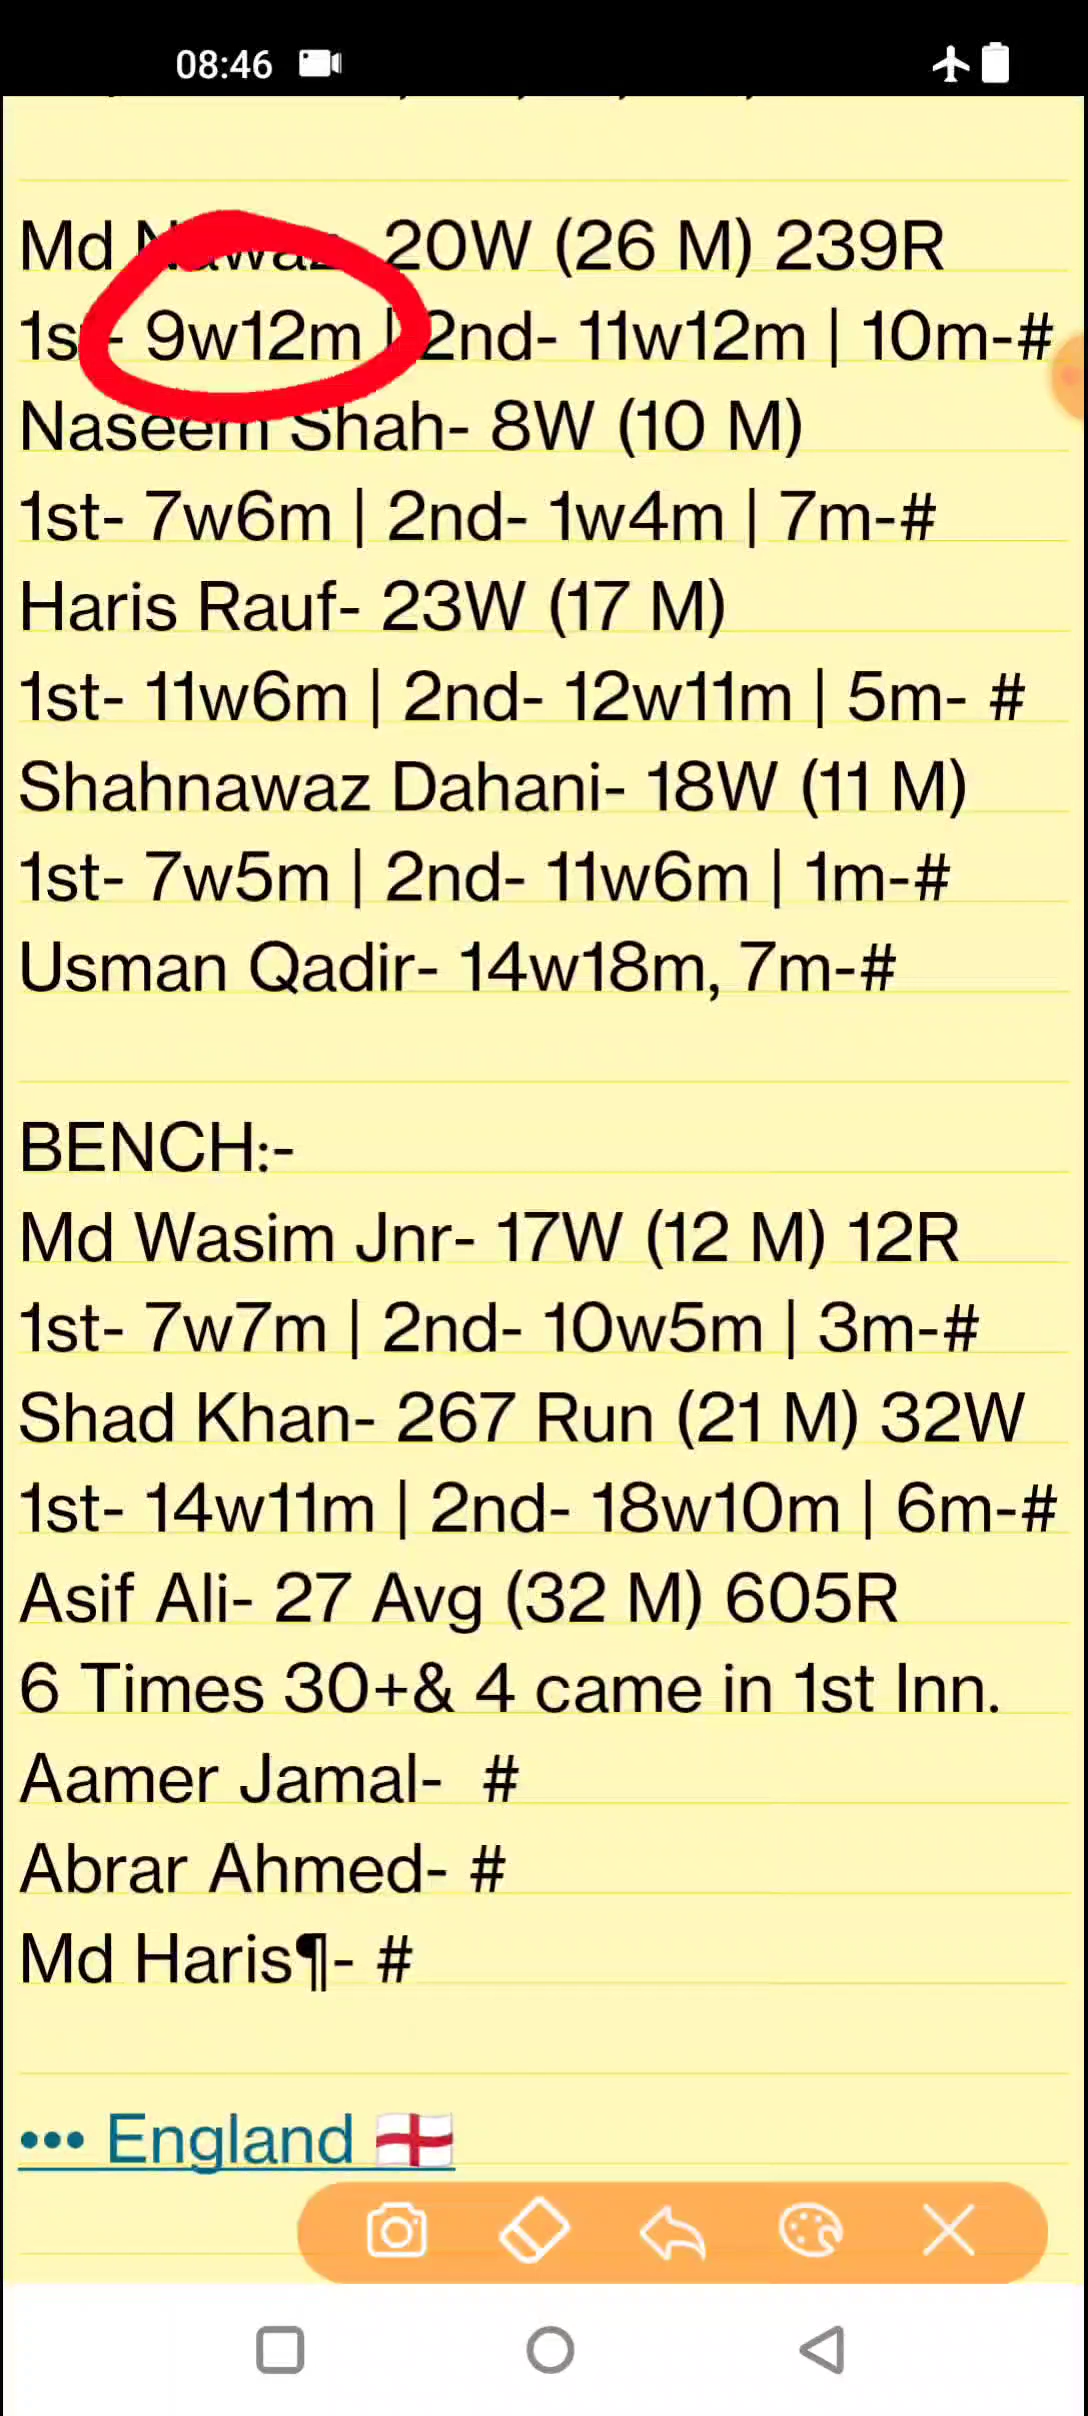 08:46
Md Nawaz 20W (26 M) 239R
1st- 9w12m | 2nd- 11w12m | 10m-#
Naseem Shah- 8W (10 M)
1st- 7w6m | 2nd- 1w4m | 7m-#
Haris Rauf- 23W (17 M)
1st- 11w6m | 2nd- 12w11m | 5m- #
Shahnawaz Dahani- 18W (11 M)
1st- 7w5m | 2nd- 11w6m | 1m-#
Usman Qadir- 14w18m, 7m-#
BENCH:-
Md Wasim Jnr- 17W (12 M) 12R
1st- 7w7m | 2nd- 10w5m | 3m-#
Shad Khan- 267 Run (21 M) 32W
1st- 14w11m | 2nd- 18w10m | 6m-#
Asif Ali- 27 Avg (32 M) 605R
6 Times 30+& 4 came in 1st Inn.
Aamer Jamal-  #
Abrar Ahmed- #
Md Haris¶- #
••• England 🏴󠁧󠁢󠁥󠁮󠁧󠁿